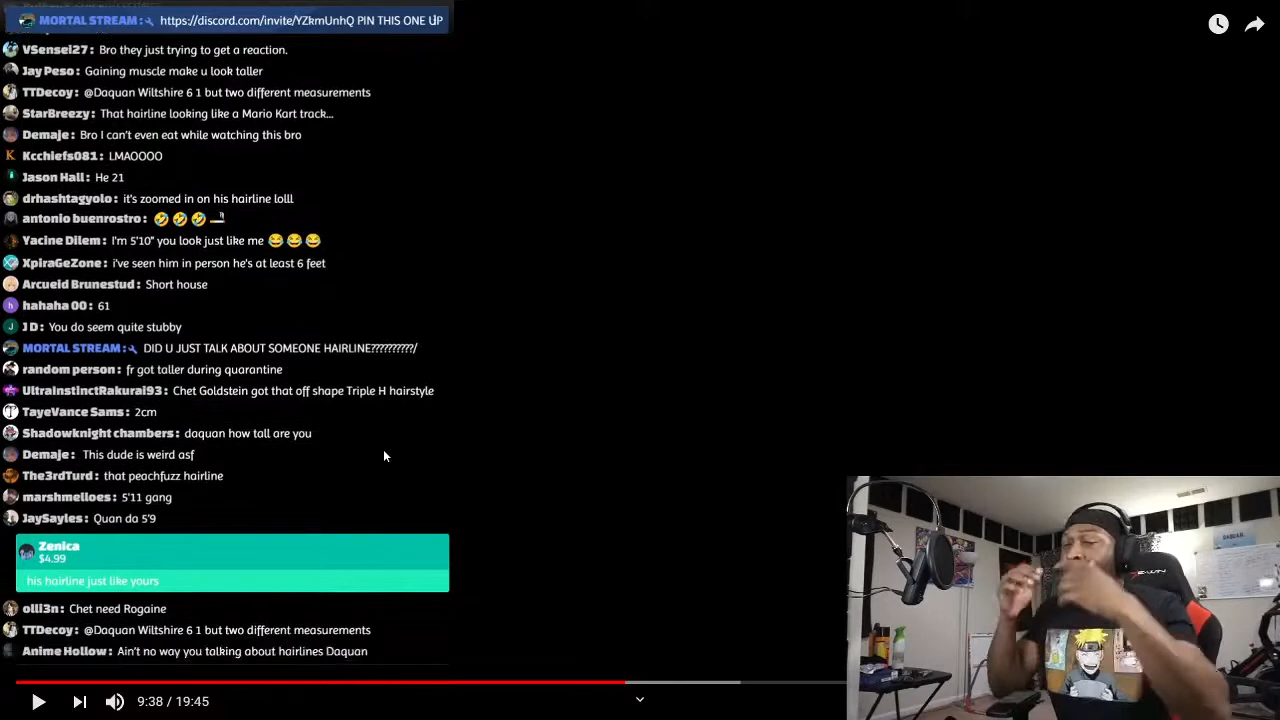 MORTAL STREAM: https://discord.com/invite/YZkmUnhQ PIN THIS ONE UP
VSensei27: Bro they just trying to get a reaction.
Jay Peso: Gaining muscle make u look taller
TTDecoy: @Daquan Wiltshire 6 1 but two different measurements
StarBreezy: That hairline looking like a Mario Kart track...
Demaje: Bro I can't even eat while watching this bro
Kcchiefs081: LMAOOOO
Jason Hall: He 21
drhashtagyolo: it's zoomed in on his hairline lolll
antonio buenrostro: 🤣🤣🤣🚬
Yacine Dilem: I'm 5'10" you look just like me 😂😂😂
XpiraGeZone: i've seen him in person he's at least 6 feet
Arcueid Brunestud: Short house
h hahaha 00: 61
J J D: You do seem quite stubby
MORTAL STREAM: DID U JUST TALK ABOUT SOMEONE HAIRLINE??????????/
random person: fr got taller during quarantine
UltraInstinctRakurai93: Chet Goldstein got that off shape Triple H hairstyle
TayeVance Sams: 2cm
Shadowknight chambers: daquan how tall are you
Demaje: This dude is weird asf
The3rdTurd: that peachfuzz hairline
marshmelloes: 5'11 gang
JaySayles: Quan da 5'9
Zenica
$4.99
his hairline just like yours
olli3n: Chet need Rogaine
TTDecoy: @Daquan Wiltshire 6 1 but two different measurements
Anime Hollow: Ain't no way you talking about hairlines Daquan
9:38 / 19:45